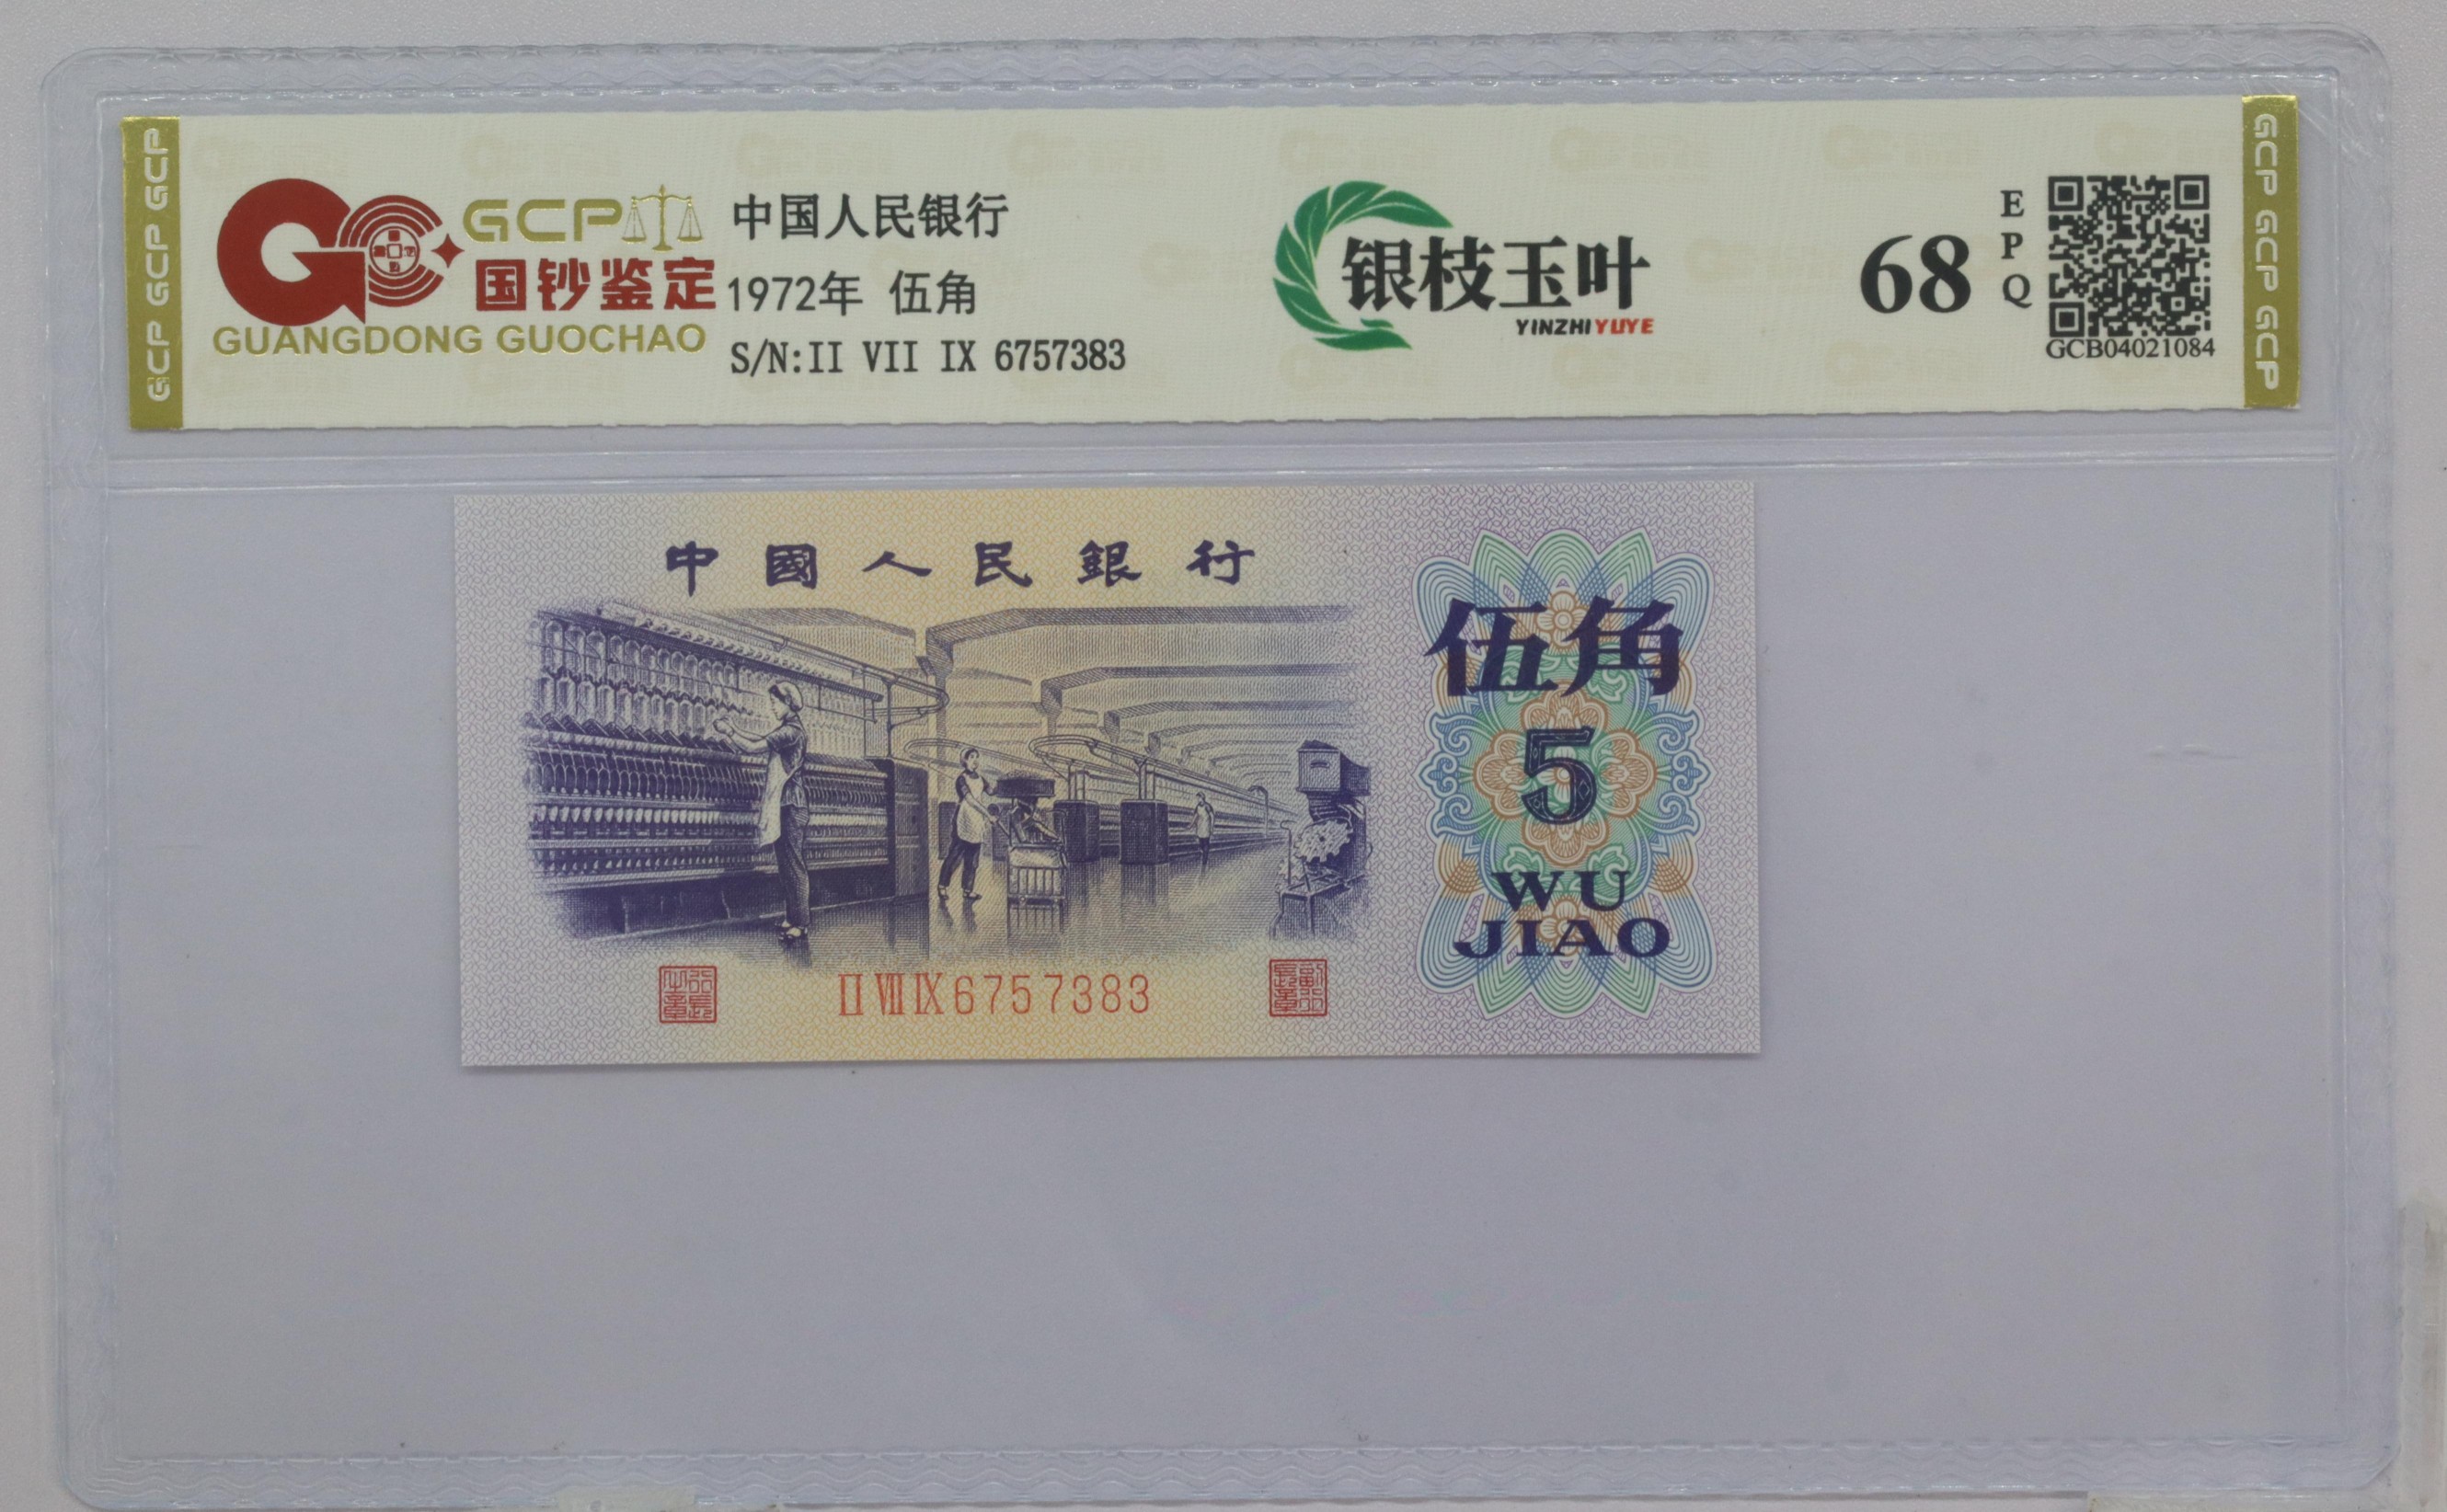 GCP GCP GCP
GCP
国钞鉴定
GUANGDONG GUOCHAO
中国人民银行
1972年 伍角
S/N:II VII IX 6757383
银枝玉叶
YINZHIYUYE
68
EPQ
GCB04021084
GCP GCP GCP
中國人民銀行
伍角
5
WU
JIAO
II VII IX 6757383